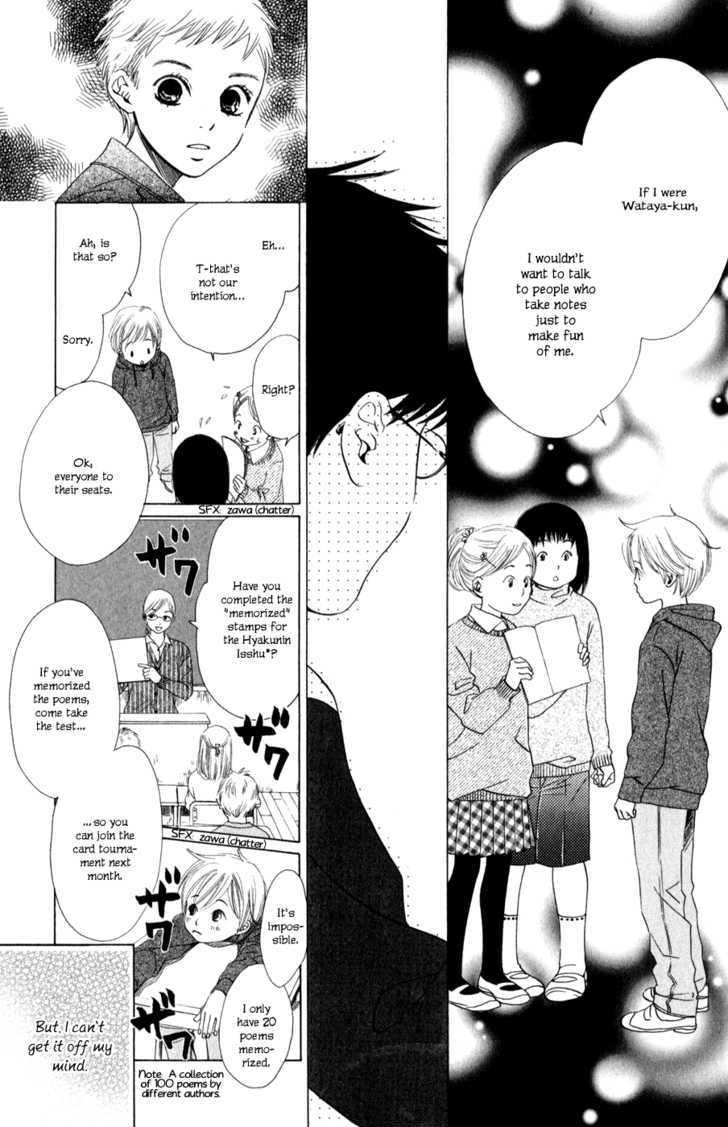 If I were
Wataya-kun,
I wouldn't
want to talk
to people who
take notes
just to
make fun
of me.
Eh...
T-that's
not our
intention...
Right?
Ah, is
that so?
Sorry.
Ok,
everyone to
their seats.
SFX: zawa (chatter)
ザワ
Have you
completed the
"memorized"
stamps for
the Hyakunin
Isshu*?
ザワ
If you've
memorized
the poems,
come take
the test...
...so you
can join the
card tourna-
ment next
month.
SFX: zawa (chatter)
It's
impos-
sible.
I only
have 20
poems
memo-
rized.
ザワ
Note: A collection
of 100 poems by
different authors.
But, I can't
get it off my
mind.